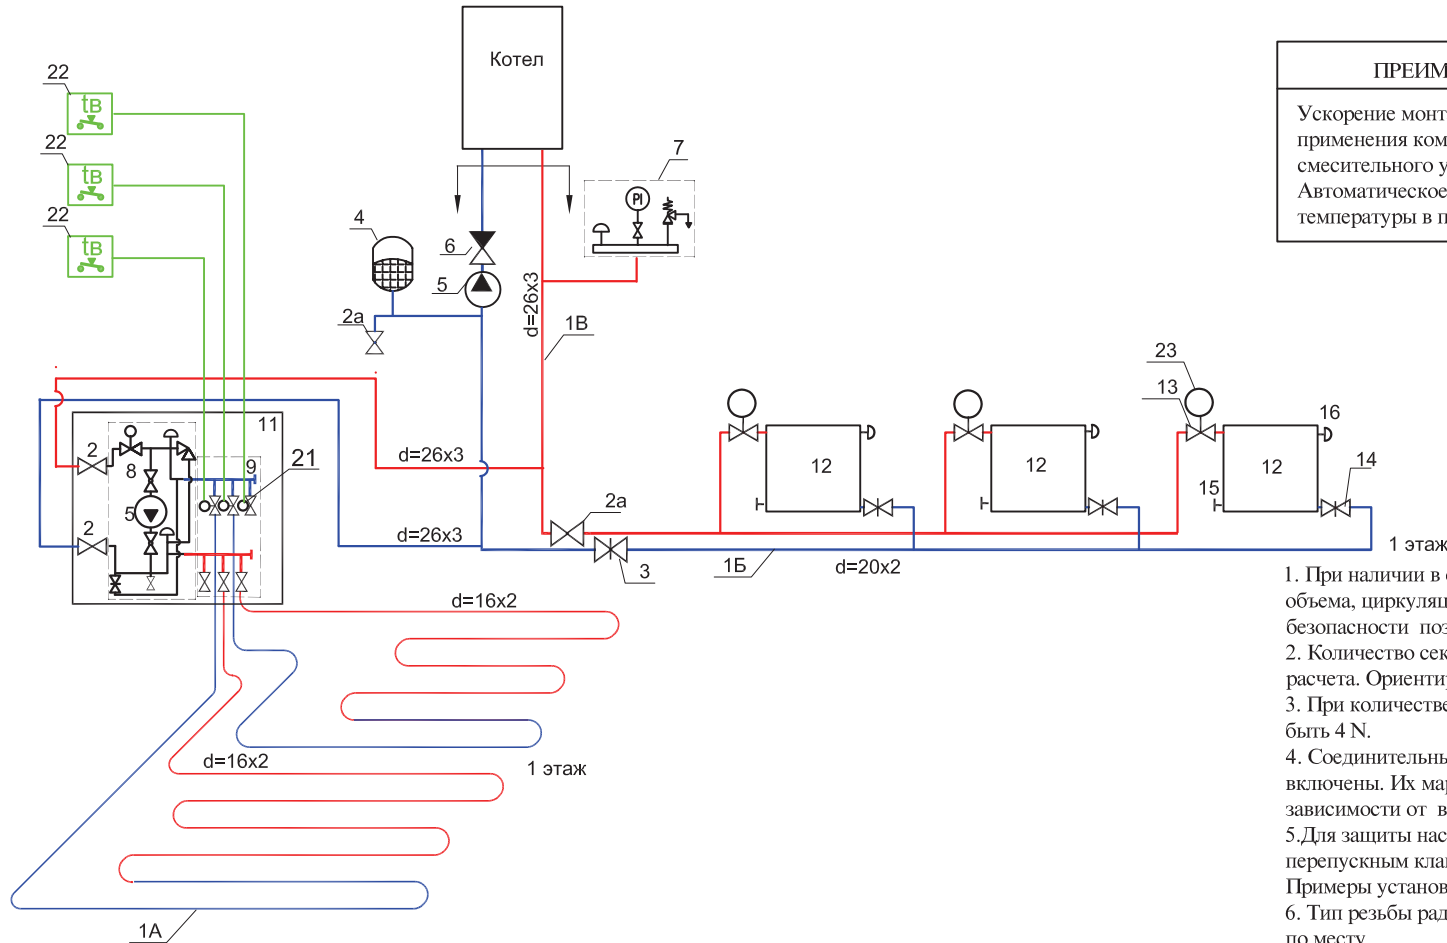 Котел
22
tв
22
tв
22
tв
7
PI
4
6
5
2а
d=26x3
1В
ПРЕИМ
Ускорение монт
применения ком
смесительного у
Автоматическое
температуры в п
11
2
8
9
21
5
2
d=26x3
d=26x3
2а
3
1Б
d=20x2
12
12
23
13
16
12
14
15
1 этаж
d=16x2
d=16x2
1 этаж
1А
1. При наличии в
объема, циркуляц
безопасности поз
2. Количество сек
расчета. Ориентир
3. При количестве
быть 4 N.
4. Соединительны
включены. Их мар
зависимости от в
5.Для защиты нас
перепускным кла
Примеры установ
6. Тип резьбы рад
по месту